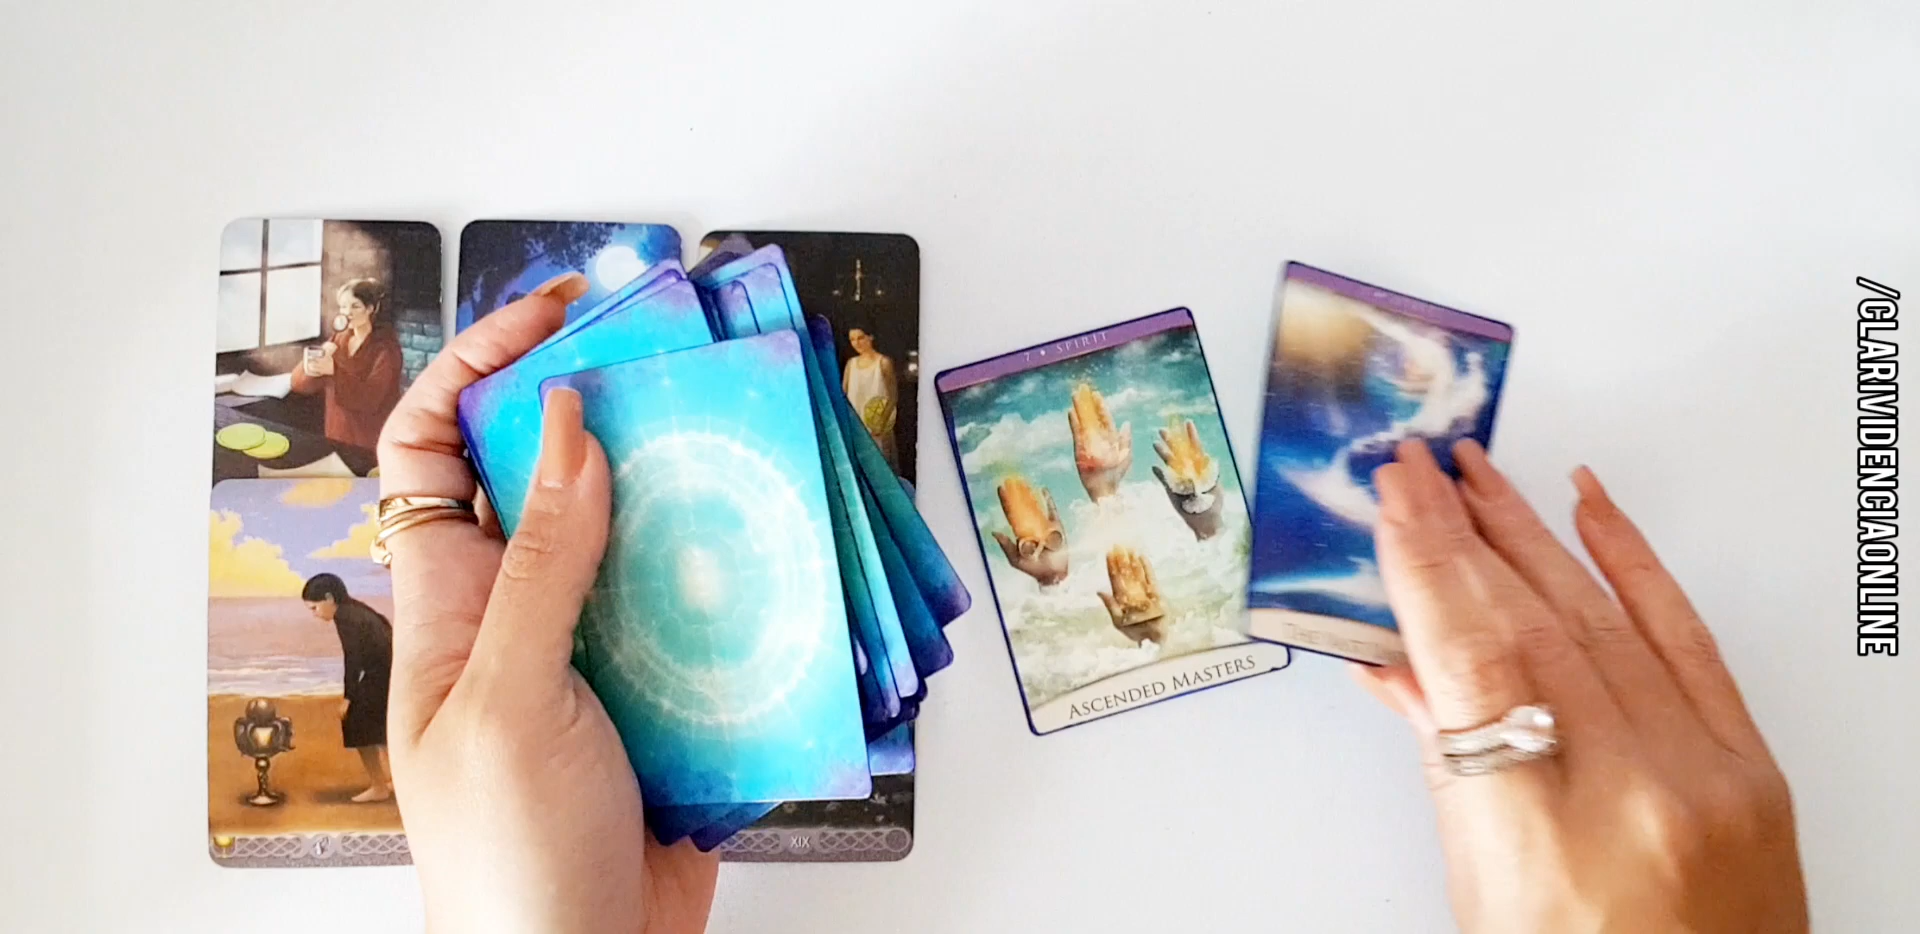 7 ♦ SPIRIT
ASCENDED MASTERS
XIX
/CLARIVIDENCIAONLINE